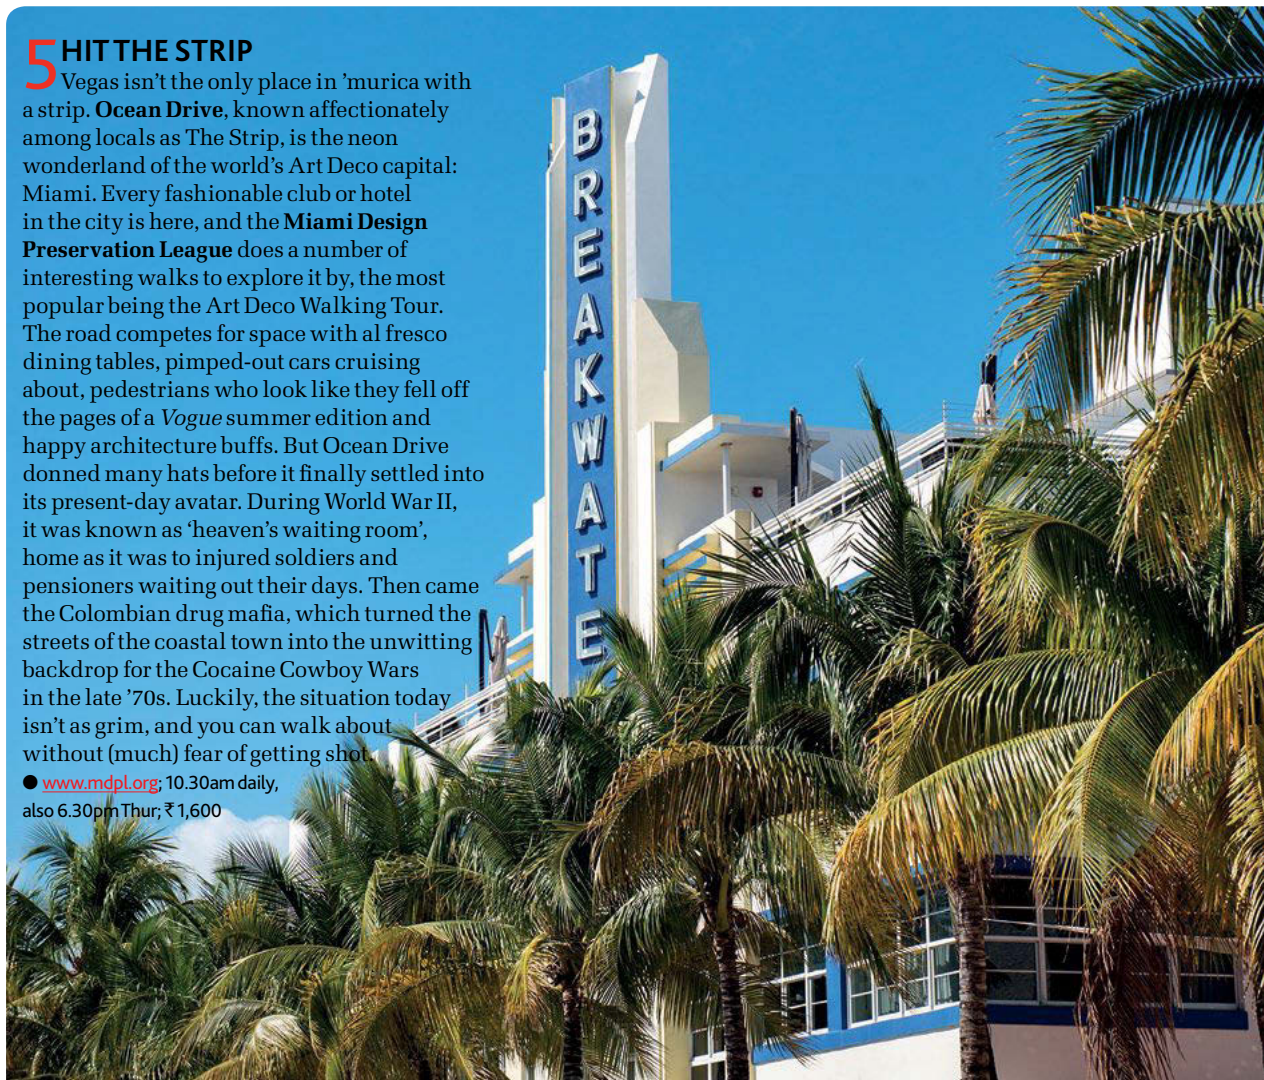 5 HIT THE STRIP
Vegas isn't the only place in 'murica with
a strip. Ocean Drive, known affectionately
among locals as The Strip, is the neon
wonderland of the world's Art Deco capital:
Miami. Every fashionable club or hotel
in the city is here, and the Miami Design
Preservation League does a number of
interesting walks to explore it by, the most
popular being the Art Deco Walking Tour.
The road competes for space with al fresco
dining tables, pimped-out cars cruising
about, pedestrians who look like they fell off
the pages of a Vogue summer edition and
happy architecture buffs. But Ocean Drive
donned many hats before it finally settled into
its present-day avatar. During World War II,
it was known as ‘heaven’s waiting room’,
home as it was to injured soldiers and
pensioners waiting out their days. Then came
the Colombian drug mafia, which turned the
streets of the coastal town into the unwitting
backdrop for the Cocaine Cowboy Wars
in the late ’70s. Luckily, the situation today
isn’t as grim, and you can walk about
without (much) fear of getting shot.
● www.mdpl.org; 10.30am daily,
also 6.30pm Thur; ₹1,600
BREAKWATE